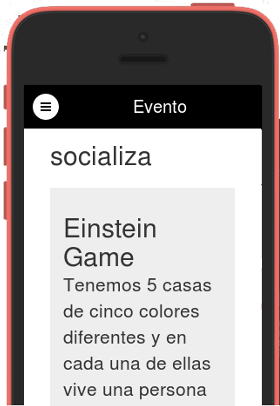 Evento
socializa
Einstein
Game
Tenemos 5 casas
de cinco colores
diferentes y en
cada una de ellas
vive una persona